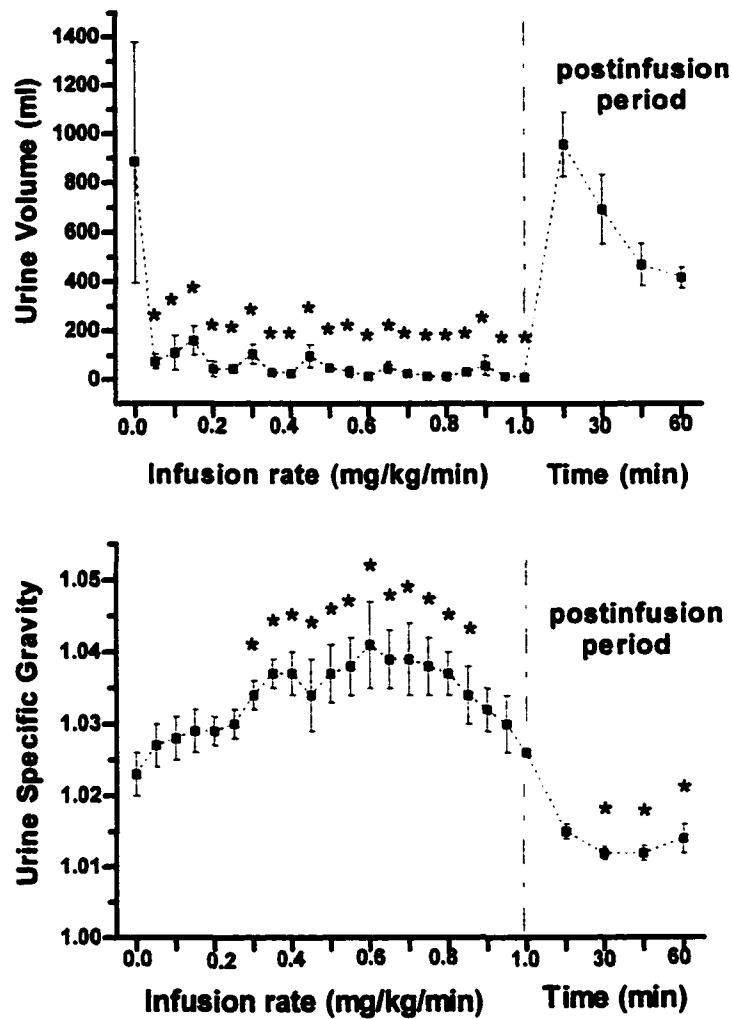 Urine Volume (ml)
1400
1200
1000
800
600
400
200
0
postinfusion
period
* * * * * * * * * * * * * * * * * * * *
0.0 0.2 0.4 0.6 0.8 1.0 30 60
Infusion rate (mg/kg/min) Time (min)
Urine Specific Gravity
1.05
1.04
1.03
1.02
1.01
1.00
postinfusion
period
* * * * * * * * * * * *
* * *
0.0 0.2 0.4 0.6 0.8 1.0 30 60
Infusion rate (mg/kg/min) Time (min)